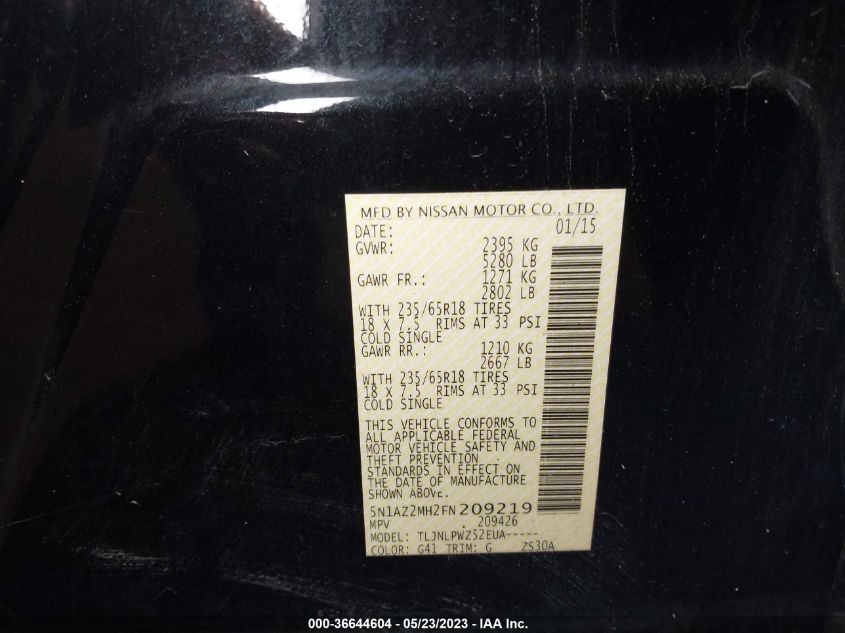 MFD BY NISSAN MOTOR CO., LTD.
DATE: 01/15
GVWR: 2395 KG
5280 LB
GAWR FR.: 1271 KG
2802 LB
WITH 235/65R18 TIRES
18 X 7.5 RIMS AT 33 PSI
COLD SINGLE
GAWR RR.: 1210 KG
2667 LB
WITH 235/65R18 TIRES
18 X 7.5 RIMS AT 33 PSI
COLD SINGLE
THIS VEHICLE CONFORMS TO
ALL APPLICABLE FEDERAL
MOTOR VEHICLE SAFETY AND
THEFT PREVENTION
STANDARDS IN EFFECT ON
THE DATE OF MANUFACTURE
SHOWN ABOVE.
5N1AZ2MH2FN209219
MPV 209426
MODEL: TLJNLPWZ52EUA-----
COLOR: G41 TRIM: G ZS30A
000-36644604 - 05/23/2023 - IAA Inc.